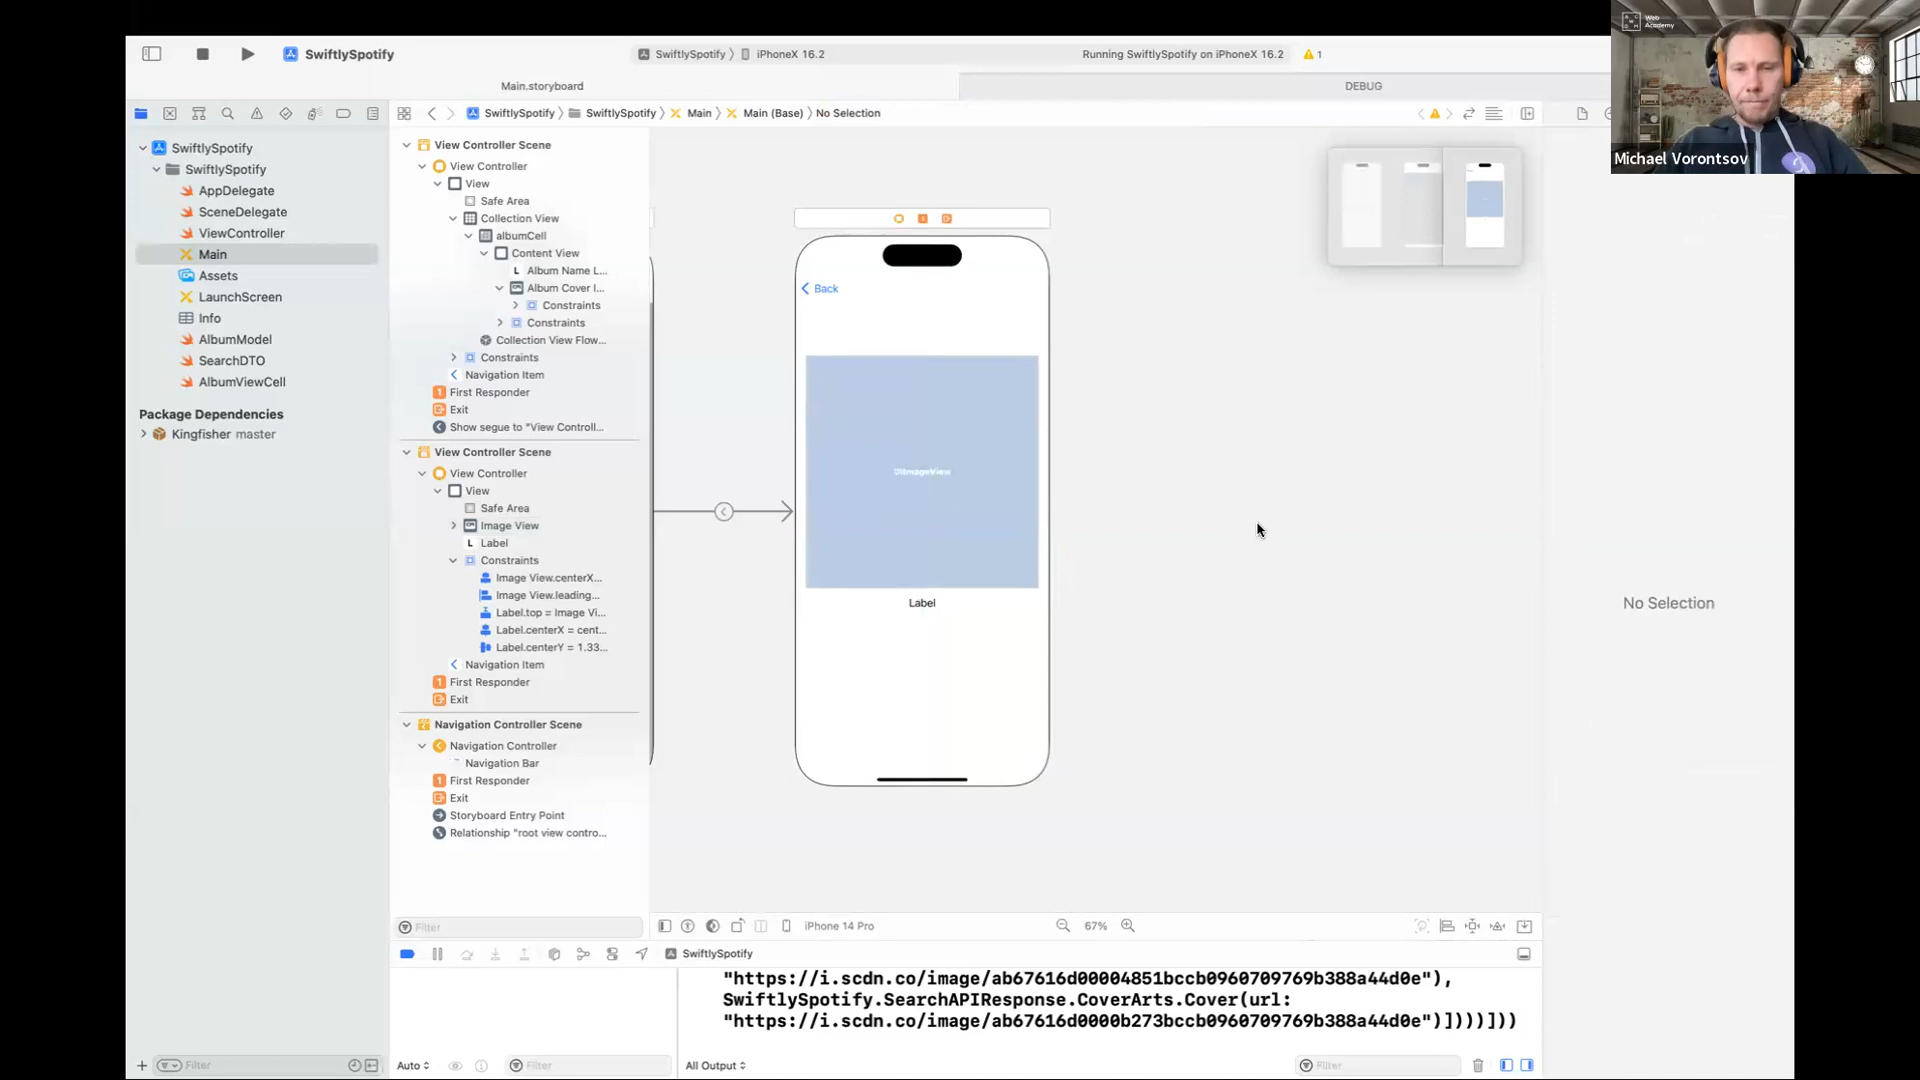 SwiftlySpotify
SwiftlySpotify
iPhoneX 16.2
Running SwiftlySpotify on iPhoneX 16.2
1
Web
Academy
Michael Vorontsov
Main.storyboard
DEBUG
SwiftlySpotify
SwiftlySpotify
Main
Main (Base)
No Selection
SwiftlySpotify
SwiftlySpotify
AppDelegate
SceneDelegate
ViewController
Main
Assets
LaunchScreen
Info
AlbumModel
SearchDTO
AlbumViewCell
Package Dependencies
Kingfisher master
Filter
View Controller Scene
View Controller
View
Safe Area
Collection View
albumCell
Content View
L Album Name L...
Album Cover I...
Constraints
Constraints
Collection View Flow...
Constraints
Navigation Item
First Responder
Exit
Show segue to "View Controll...
View Controller Scene
View Controller
View
Safe Area
Image View
L Label
Constraints
Image View.centerX...
Image View.leading...
Label.top = Image Vi...
Label.centerX = cent...
Label.centerY = 1.33...
Navigation Item
First Responder
Exit
Navigation Controller Scene
Navigation Controller
Navigation Bar
First Responder
Exit
Storyboard Entry Point
Relationship "root view contro...
Filter
Back
UIImageView
Label
No Selection
iPhone 14 Pro
67%
SwiftlySpotify
"https://i.scdn.co/image/ab67616d00004851bccb0960709769b388a44d0e"),
SwiftlySpotify.SearchAPIResponse.CoverArts.Cover(url:
"https://i.scdn.co/image/ab67616d0000b273bccb0960709769b388a44d0e")])))]))
Auto
Filter
All Output
Filter